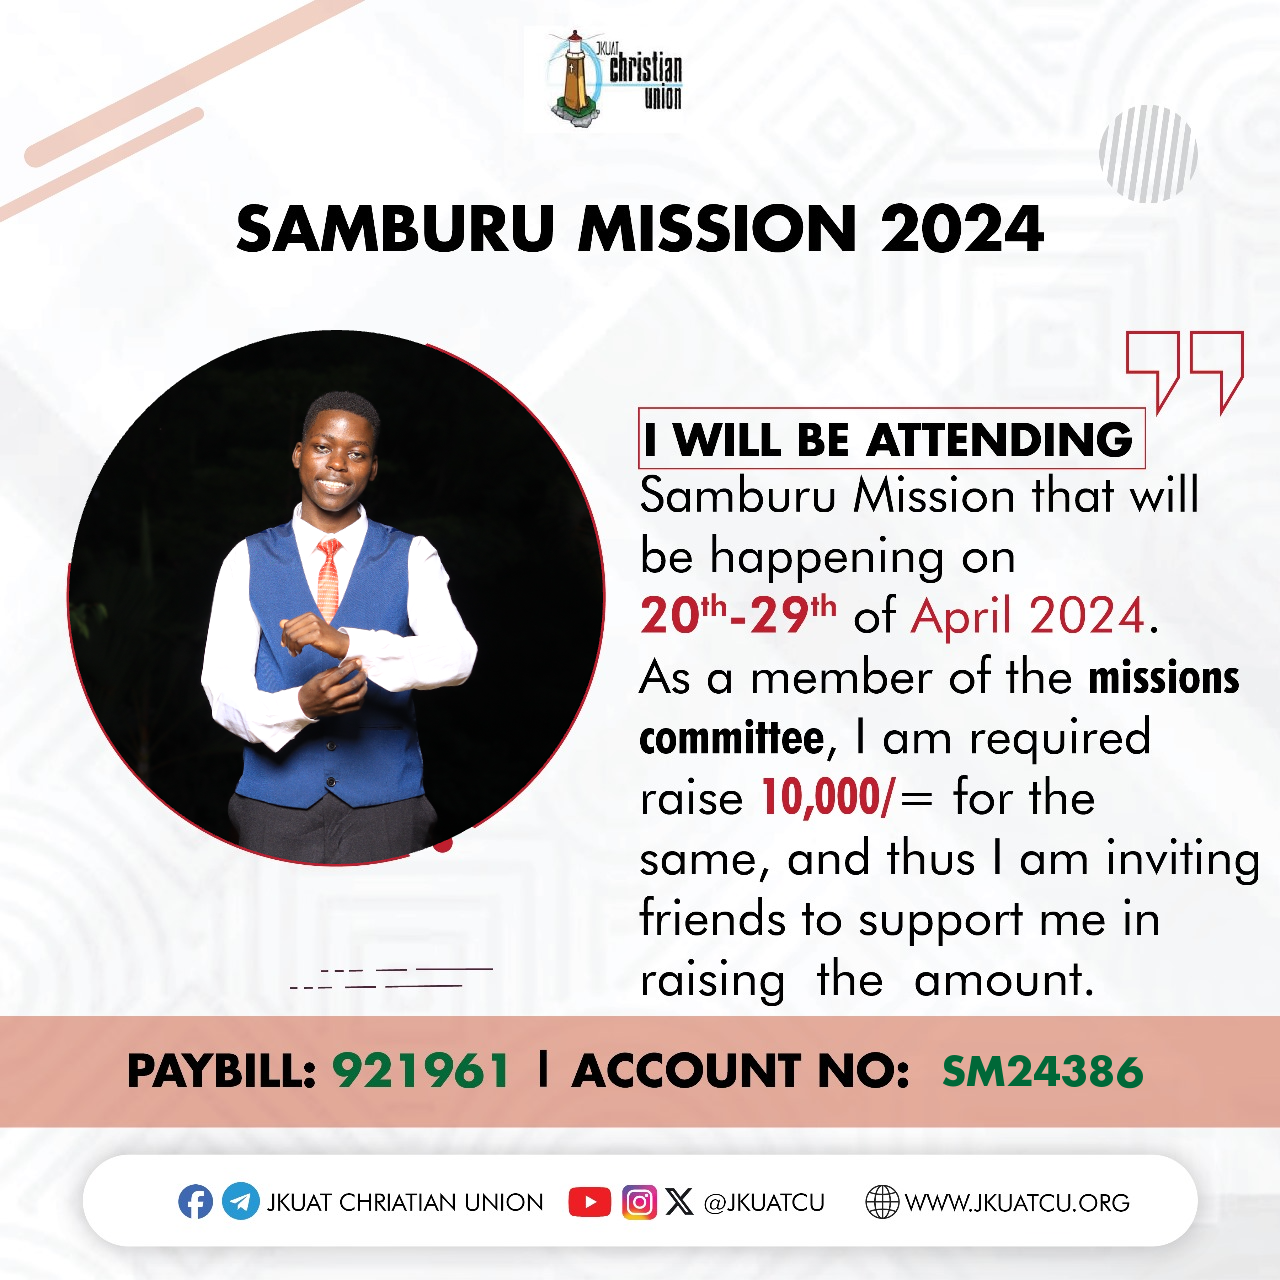 JKUAT
christian
union
SAMBURU MISSION 2024
I WILL BE ATTENDING
Samburu Mission that will
be happening on
20th-29th of April 2024.
As a member of the missions
committee, I am required
raise 10,000/= for the
same, and thus I am inviting
friends to support me in
raising the amount.
PAYBILL: 921961 | ACCOUNT NO: SM24386
JKUAT CHRIATIAN UNION @JKUATCU WWW.JKUATCU.ORG